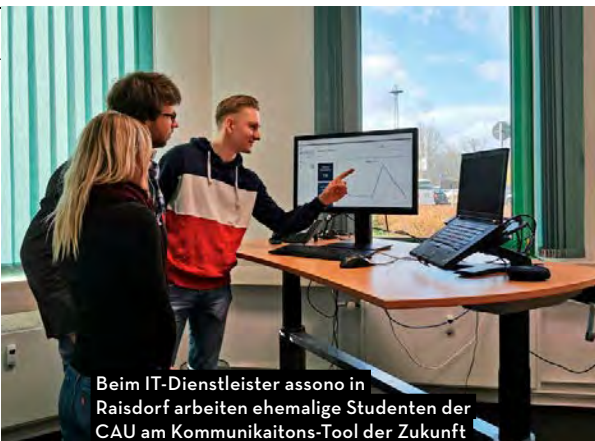 Beim IT-Dienstleister assono in
Raisdorf arbeiten ehemalige Studenten der
CAU am Kommunikaitons-Tool der Zukunft